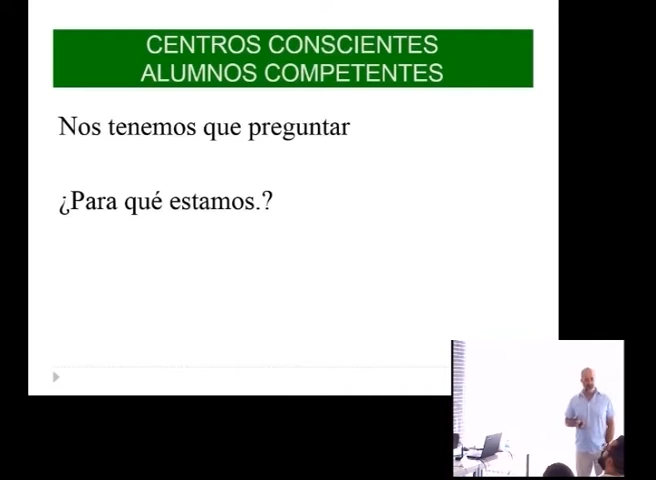 CENTROS CONSCIENTES
ALUMNOS COMPETENTES
Nos tenemos que preguntar
¿Para qué estamos.?